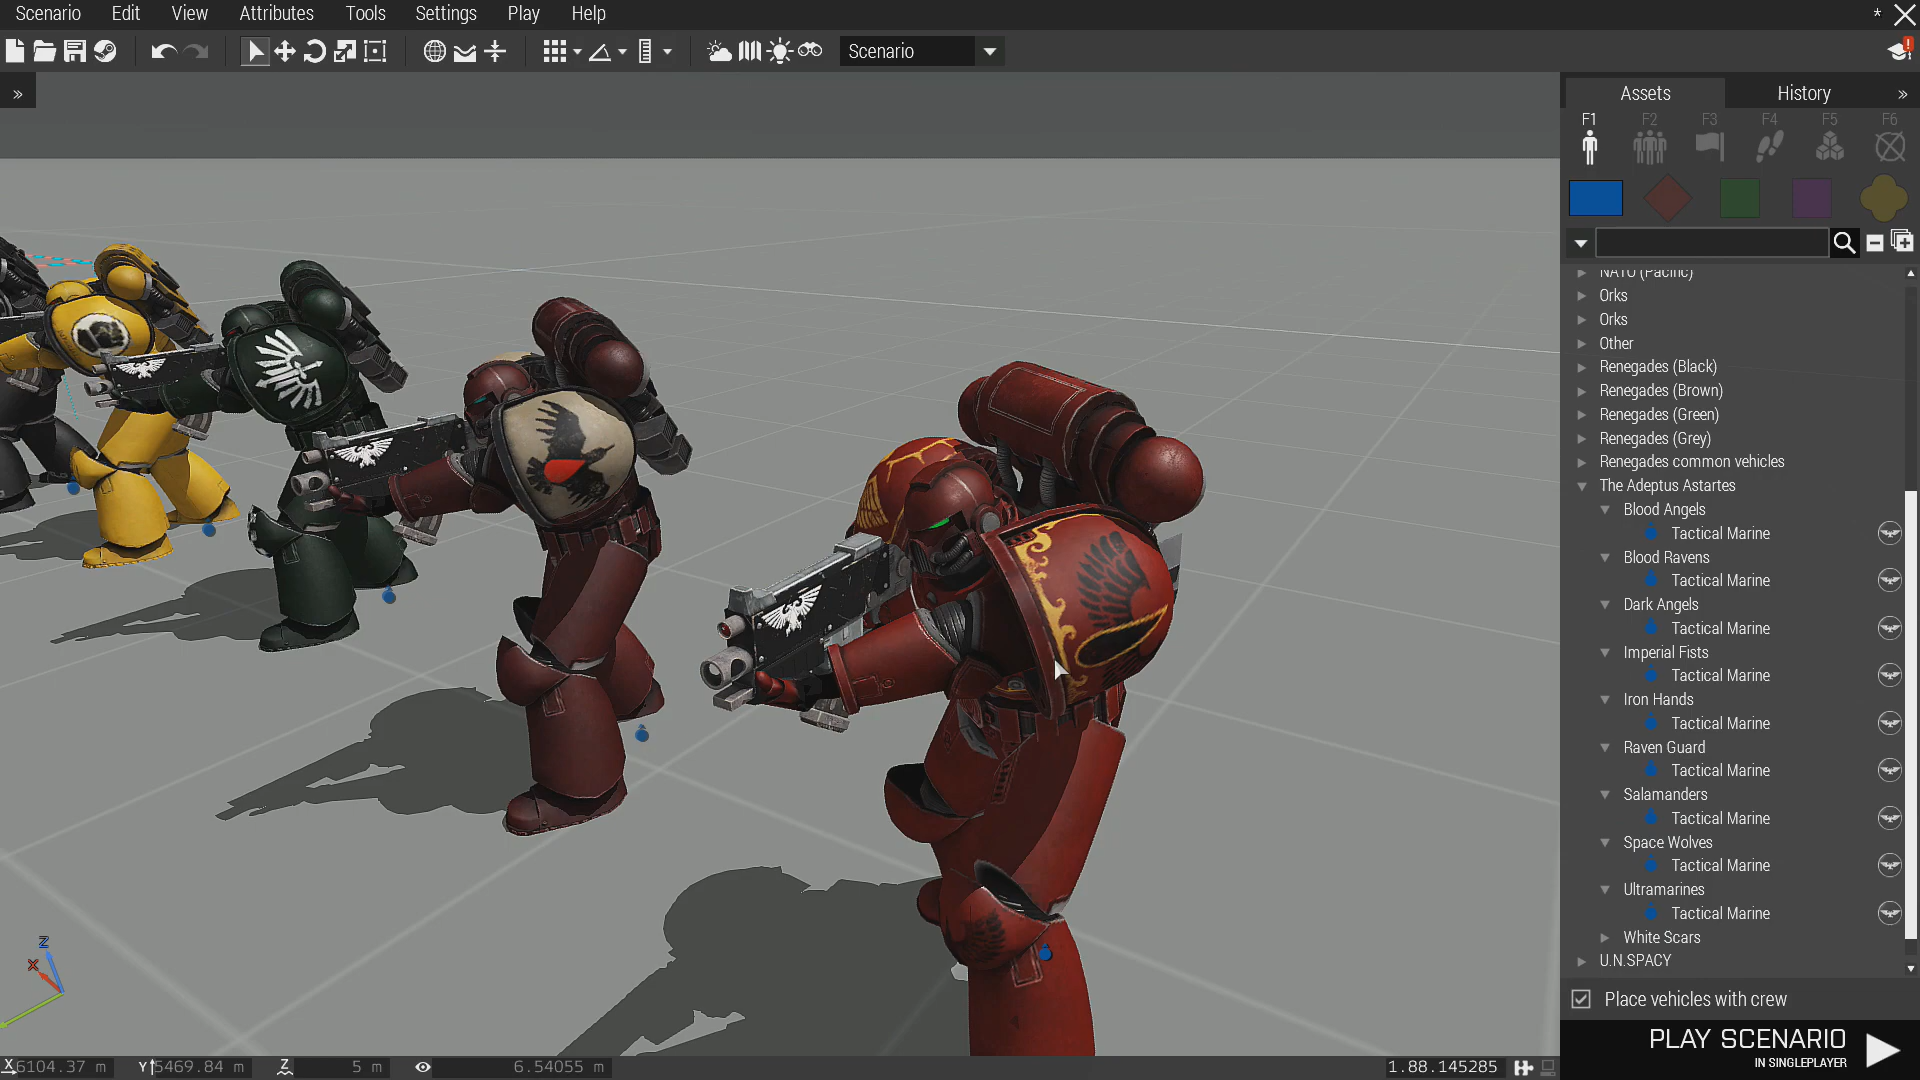 Scenario Edit View Attributes Tools Settings Play Help
*
Scenario
Assets History
F1 F2 F3 F4 F5 F6
NATO (Pacific)
Orks
Orks
Other
Renegades (Black)
Renegades (Brown)
Renegades (Green)
Renegades (Grey)
Renegades common vehicles
The Adeptus Astartes
Blood Angels
Tactical Marine
Blood Ravens
Tactical Marine
Dark Angels
Tactical Marine
Imperial Fists
Tactical Marine
Iron Hands
Tactical Marine
Raven Guard
Tactical Marine
Salamanders
Tactical Marine
Space Wolves
Tactical Marine
Ultramarines
Tactical Marine
White Scars
U.N.SPACY
Place vehicles with crew
PLAY SCENARIO
IN SINGLEPLAYER
Z
X
X 6104.37 m Y 5469.84 m Z 5 m 6.54055 m 1.88.145285